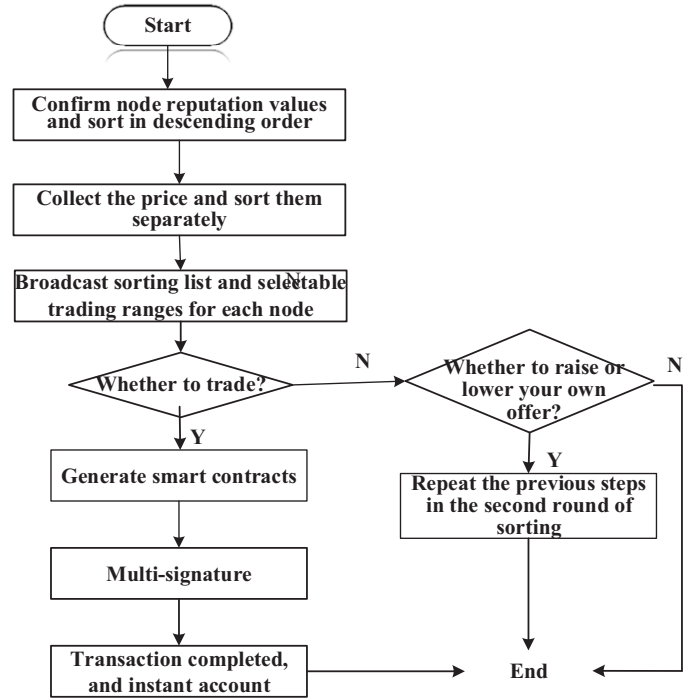 Start
Confirm node reputation values
and sort in descending order
Collect the price and sort them
separately
N
Broadcast sorting list and selectable
trading ranges for each node
Whether to trade?
N
Whether to raise or
lower your own
offer?
N
Y
Generate smart contracts
Y
Repeat the previous steps
in the second round of
sorting
Multi-signature
Transaction completed,
and instant account
End